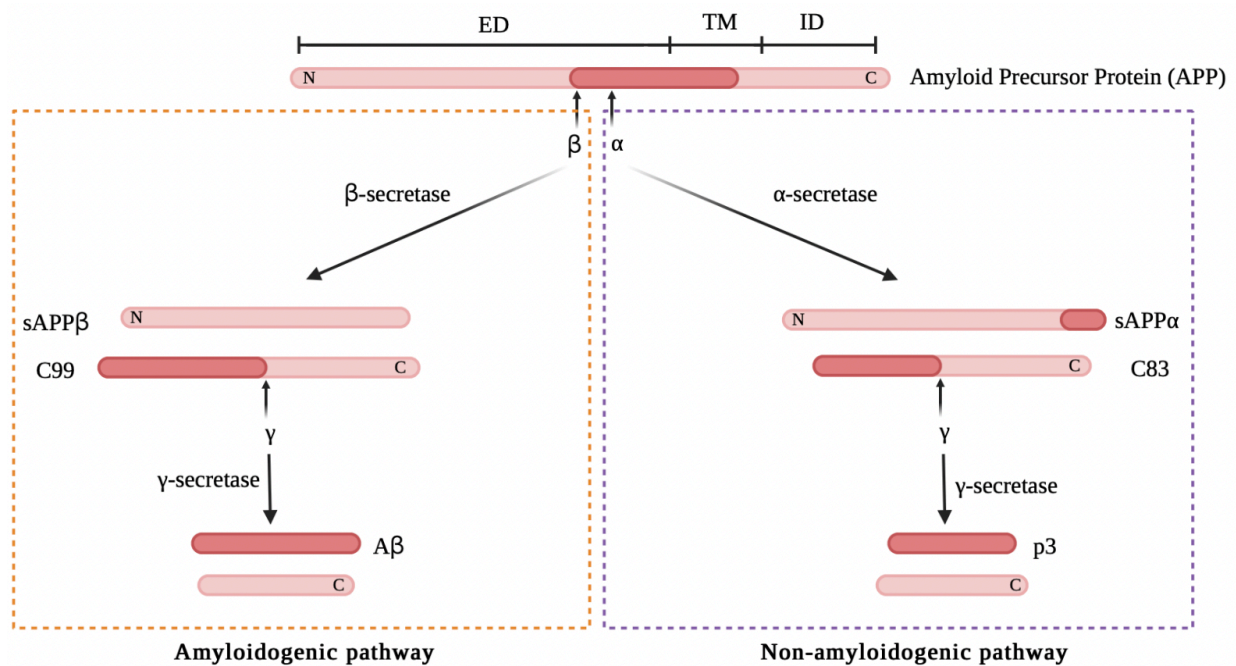 ED
TM
ID
N
C
Amyloid Precursor Protein (APP)
β
α
β-secretase
α-secretase
sAPPβ
N
N
sAPPα
C99
C
C
C83
γ
γ
γ-secretase
γ-secretase
Aβ
p3
C
C
Amyloidogenic pathway
Non-amyloidogenic pathway